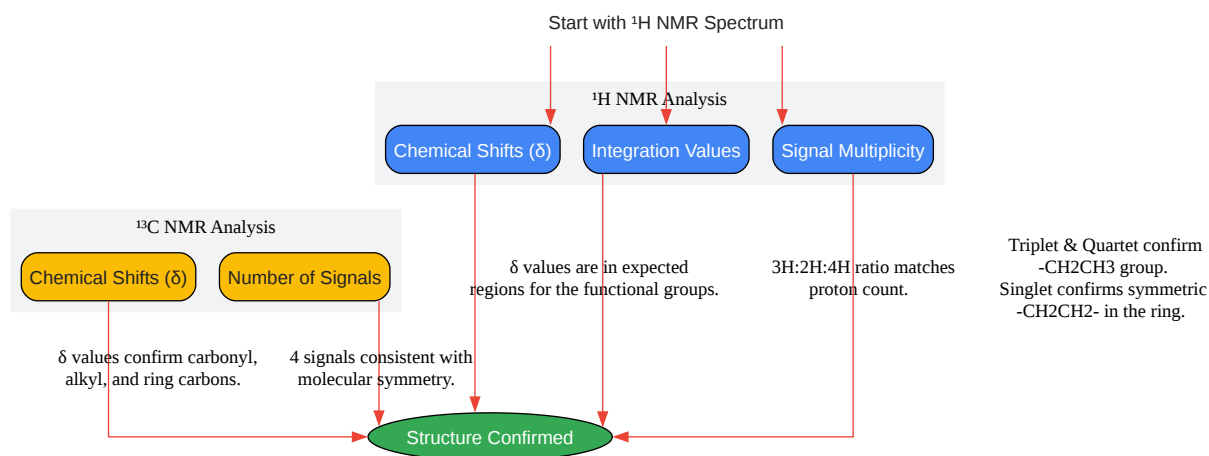 Start with ¹H NMR Spectrum
¹H NMR Analysis
Chemical Shifts (δ)
Integration Values
Signal Multiplicity
¹³C NMR Analysis
Chemical Shifts (δ)
Number of Signals
δ values are in expected
regions for the functional groups.
3H:2H:4H ratio matches
proton count.
Triplet & Quartet confirm
-CH2CH3 group.
Singlet confirms symmetric
-CH2CH2- in the ring.
δ values confirm carbonyl,
alkyl, and ring carbons.
4 signals consistent with
molecular symmetry.
Structure Confirmed